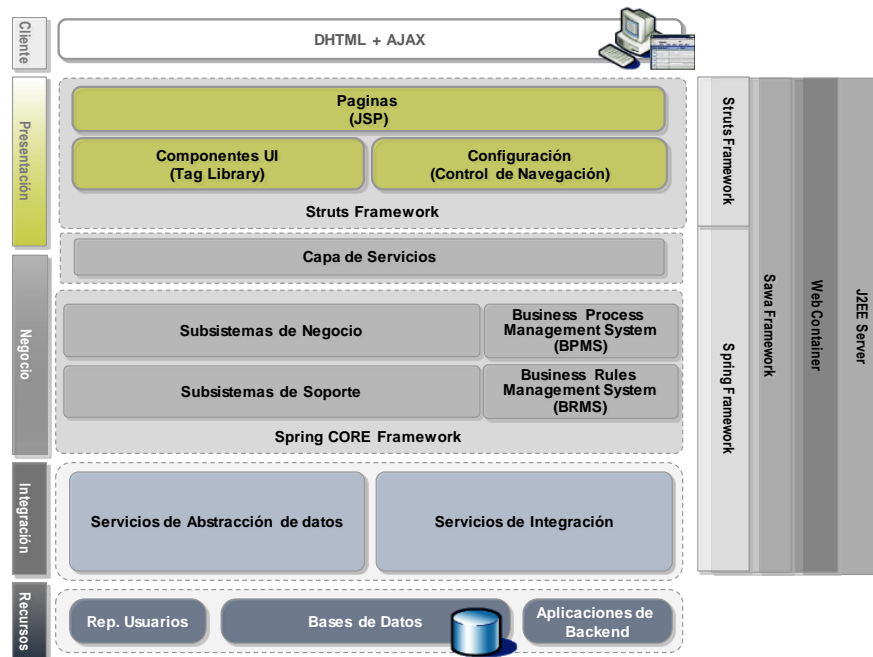 Cliente
DHTML + AJAX
Presentación
Paginas
(JSP)
Componentes UI
(Tag Library)
Configuración
(Control de Navegación)
Struts Framework
Capa de Servicios
Negocio
Subsistemas de Negocio
Business Process
Management System
(BPMS)
Subsistemas de Soporte
Business Rules
Management System
(BRMS)
Spring CORE Framework
Integración
Servicios de Abstracción de datos
Servicios de Integración
Recursos
Rep. Usuarios
Bases de Datos
Aplicaciones de
Backend
Struts Framework
Spring Framework
Sawa Framework
Web Container
J2EE Server